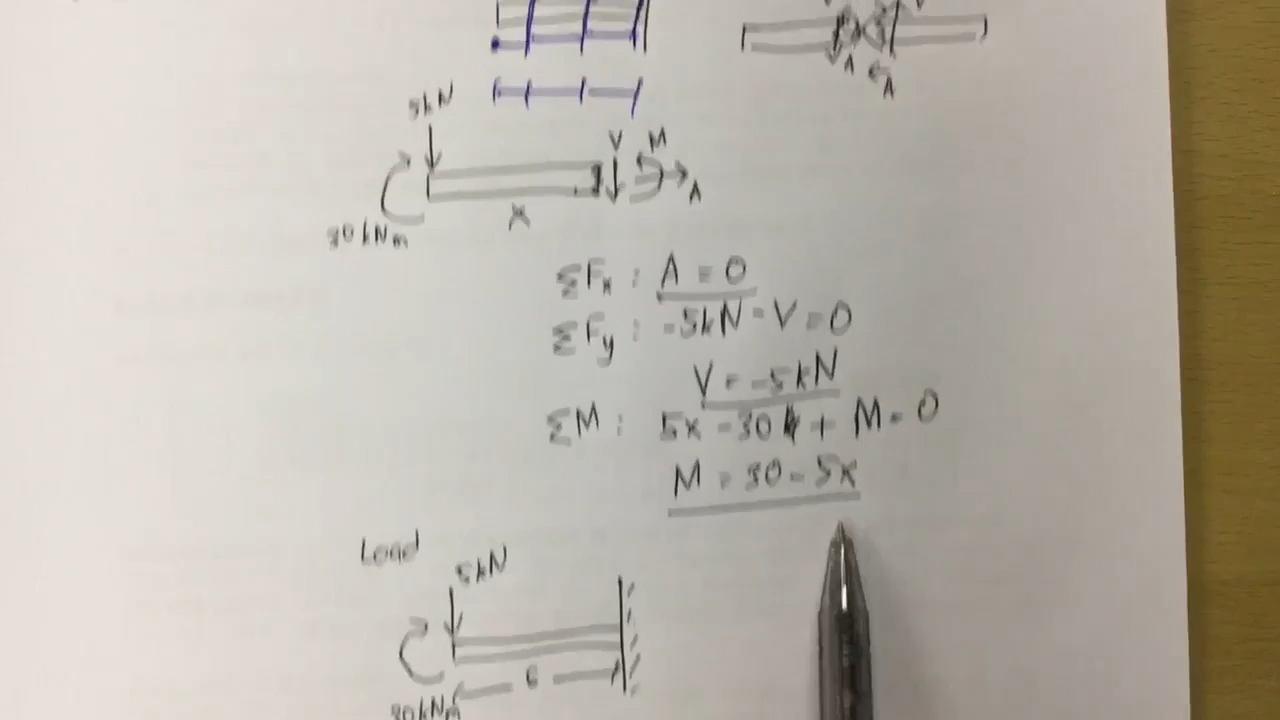 A
A
5kN
V M
A
30kNm
X
ΣFx : A = 0
ΣFy : -5kN - V = 0
V = -5kN
ΣM : 5x - 30 + M = 0
M = 30 - 5x
Load
5kN
6
30kNm